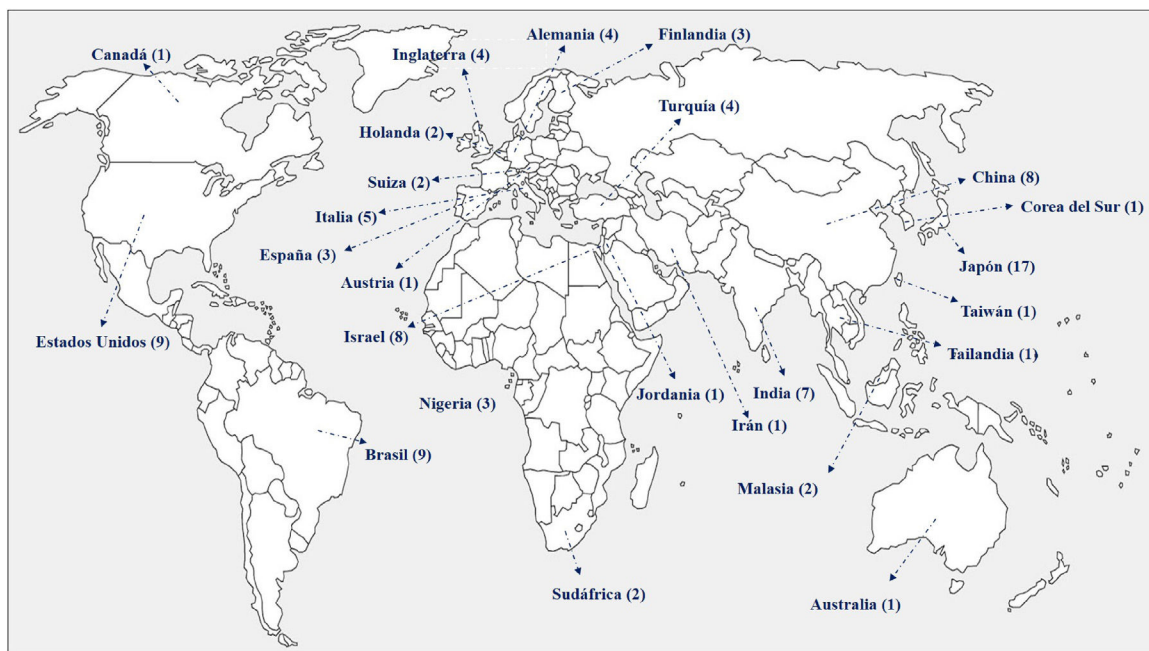 Alemania (4)
Finlandia (3)
Canadá (1)
Inglaterra (4)
Turquía (4)
Holanda (2)
China (8)
Suiza (2)
Corea del Sur (1)
Italia (5)
España (3)
Japón (17)
Austria (1)
Taiwán (1)
Israel (8)
Estados Unidos (9)
Tailandia (1)
Jordania (1)
India (7)
Nigeria (3)
Irán (1)
Brasil (9)
Malasia (2)
Sudáfrica (2)
Australia (1)